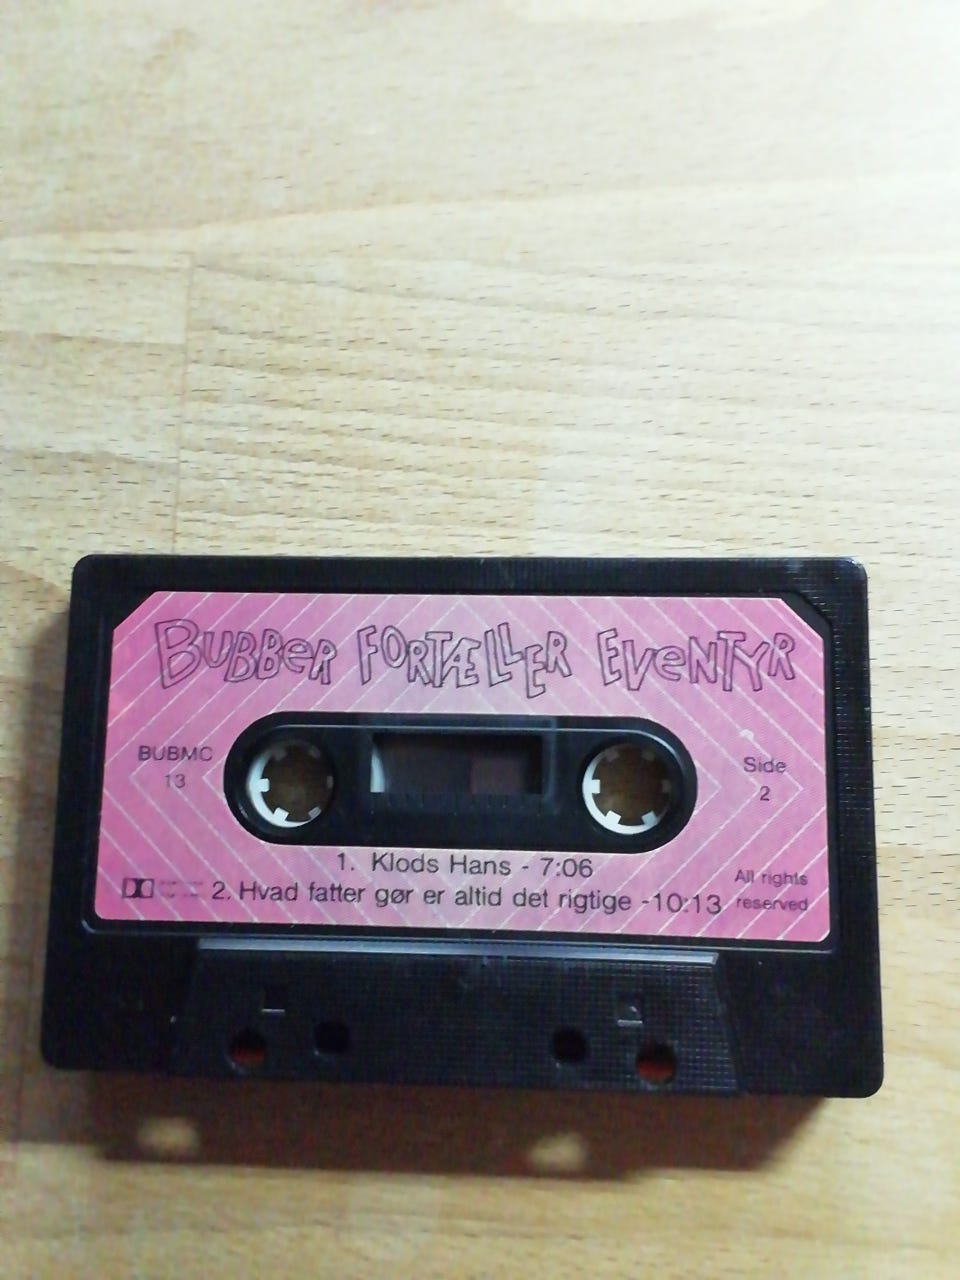 BUBBER FORTÆLLER EVENTYR
BUBMC
13
Side
2
1. Klods Hans - 7:06
2. Hvad fatter gør er altid det rigtige -10:13
All rights
reserved